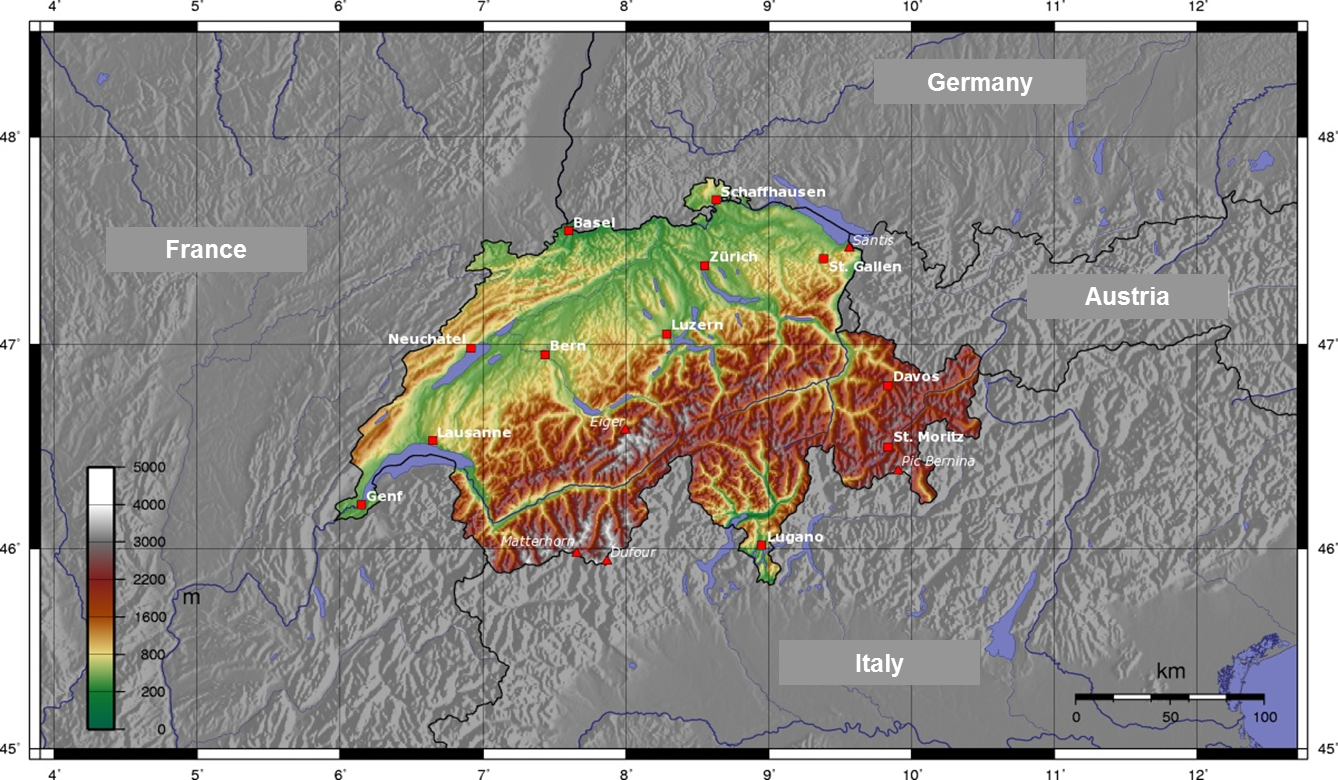 4° 5° 6° 7° 8° 9° 10° 11° 12°
Germany
48° 48°
Schaffhausen
Basel
France
Säntis
Zürich
St. Gallen
Austria
Luzern
Neuchâtel
47° 47°
Bern
Davos
Eiger
Lausanne
St. Moritz
Pic Bernina
5000
Genf
4000
3000
Matterhorn
Lugano
46° 46°
Dufour
2200
m
1600
800
Italy
km
200
0 50 100
0
45° 45°
4° 5° 6° 7° 8° 9° 10° 11° 12°